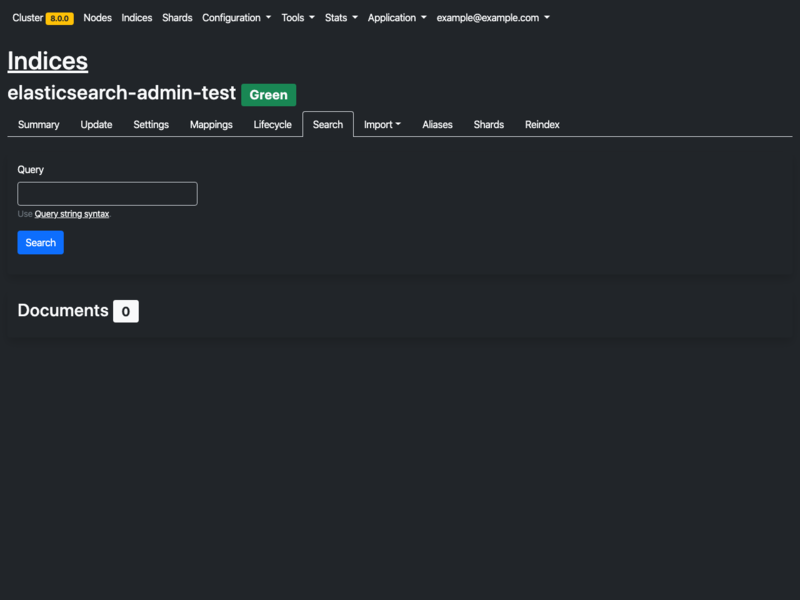 Cluster 8.0.0 Nodes Indices Shards Configuration Tools Stats Application example@example.com
Indices
elasticsearch-admin-test Green
Summary Update Settings Mappings Lifecycle Search Import Aliases Shards Reindex
Query
Use Query string syntax.
Search
Documents 0